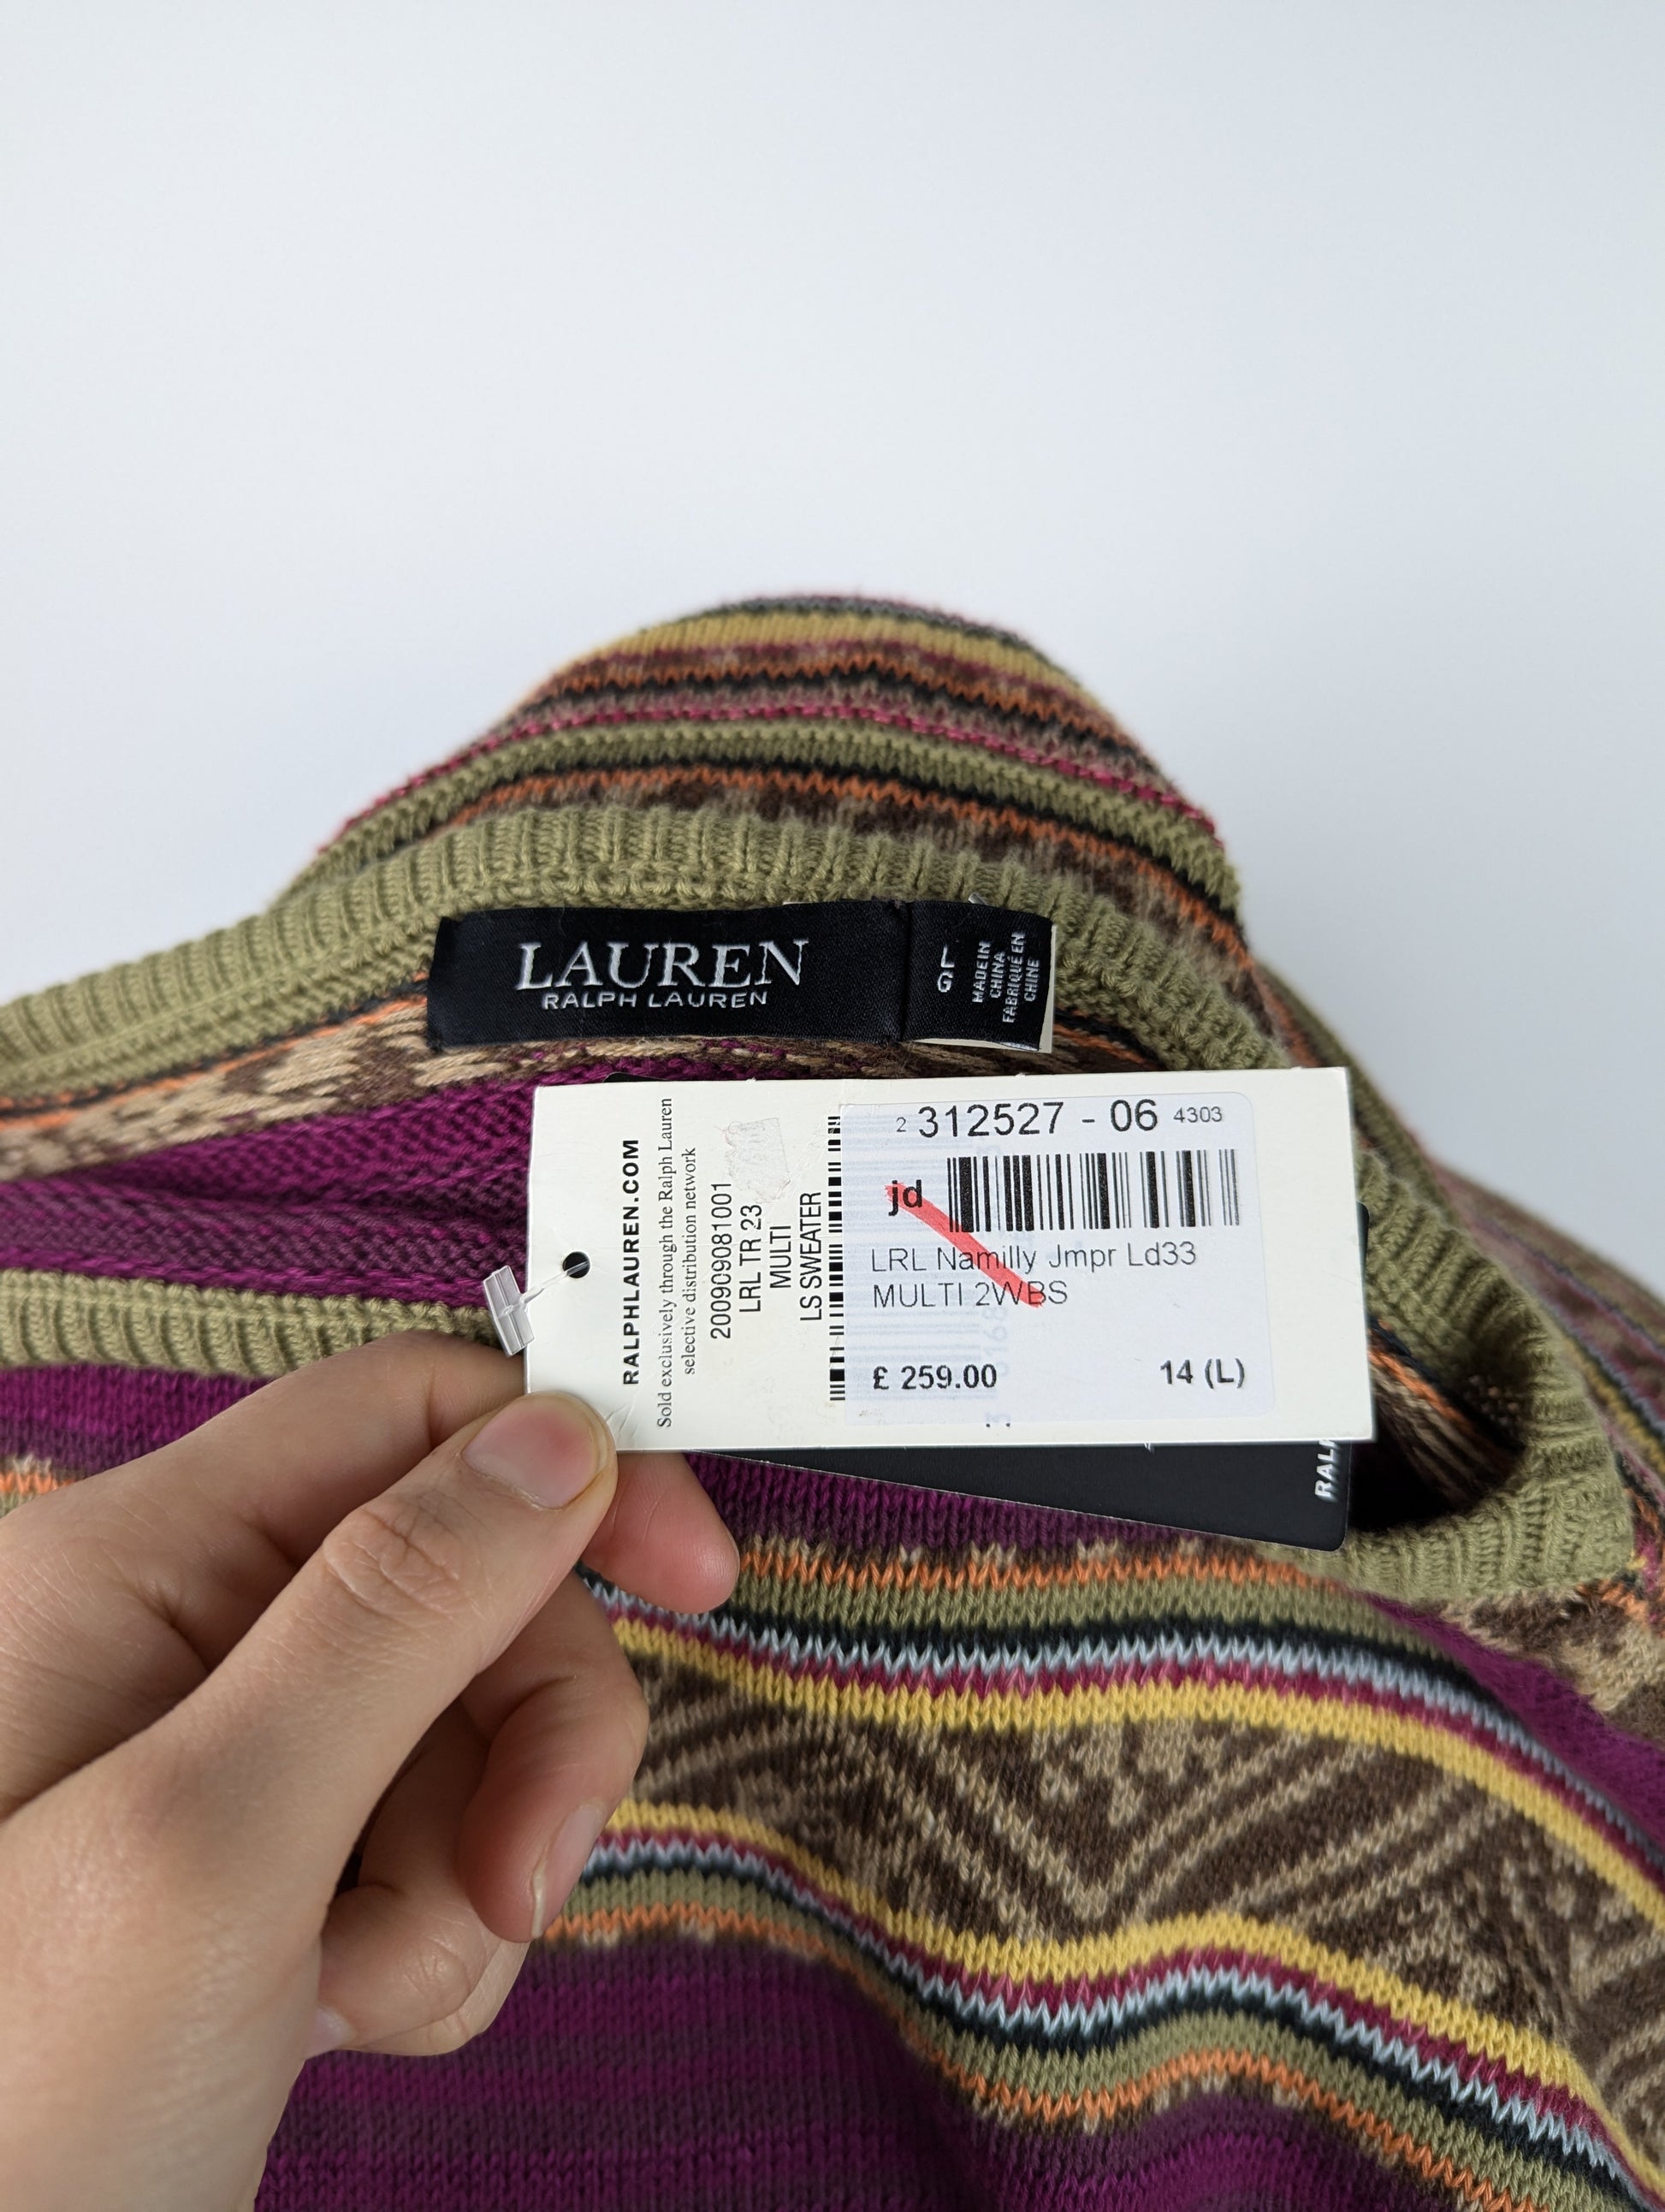 LAUREN
RALPH LAUREN
L
G
MADE IN
CHINA
FABRIQUÉ EN
CHINE
RALPHLAUREN.COM
Sold exclusively through the Ralph Lauren
selective distribution network
200909081001
LRL TR 23
MULTI
LS SWEATER
2 312527 - 06 4303
jd
LRL Namilly Jmpr Ld33
MULTI 2WBS
£ 259.00 14 (L)